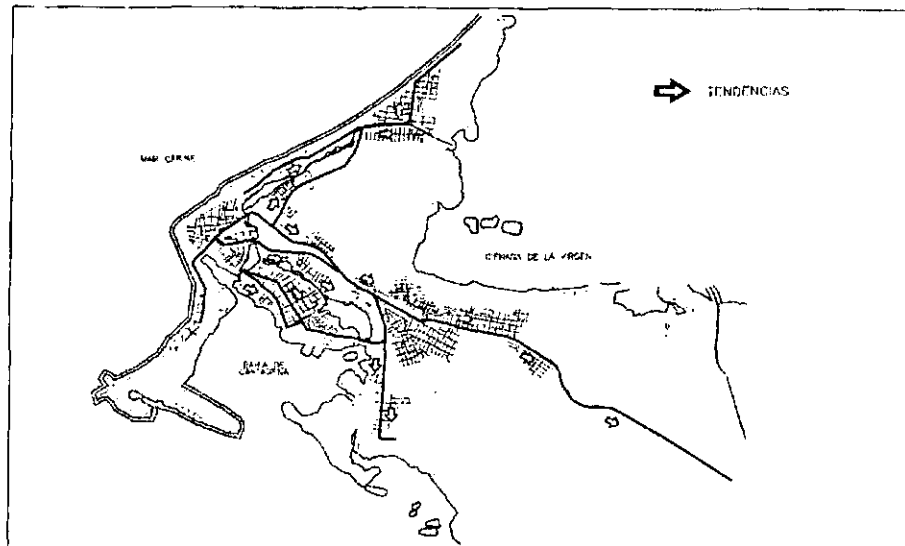 TENDENCIAS
MAR CARIBE
CIENAGA DE LA VIRGEN
BAHIA DE
CARTAGENA